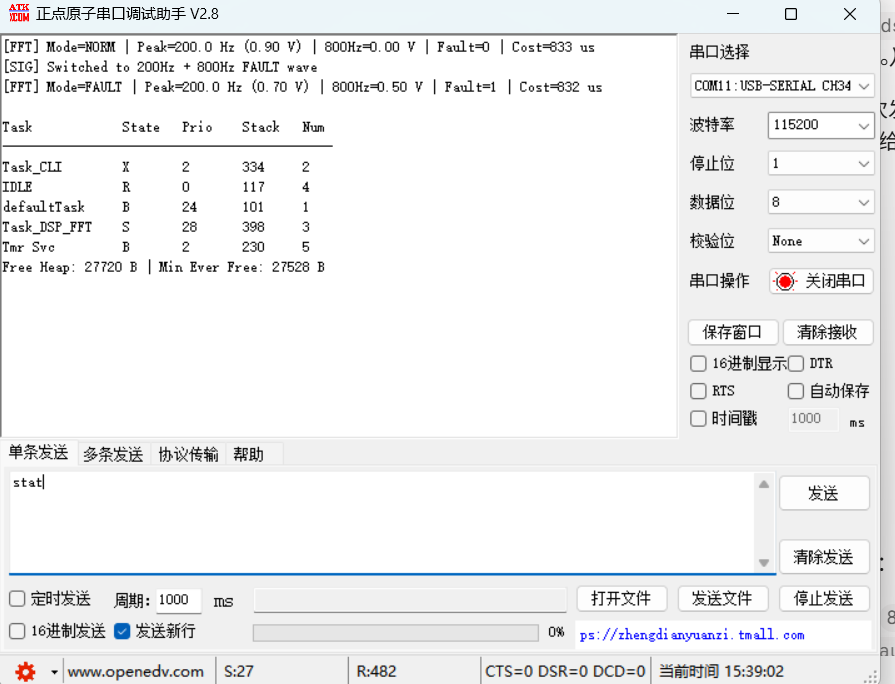 ATK
XCOM
正点原子串口调试助手 V2.8
[FFT] Mode=NORM | Peak=200.0 Hz (0.90 V) | 800Hz=0.00 V | Fault=0 | Cost=833 us
[SIG] Switched to 200Hz + 800Hz FAULT wave
[FFT] Mode=FAULT | Peak=200.0 Hz (0.70 V) | 800Hz=0.50 V | Fault=1 | Cost=832 us
Task State Prio Stack Num
Task_CLI X 2 334 2
IDLE R 0 117 4
defaultTask B 24 101 1
Task_DSP_FFT S 28 398 3
Tmr Svc B 2 230 5
Free Heap: 27720 B | Min Ever Free: 27528 B
串口选择
COM11:USB-SERIAL CH34
波特率 115200
停止位 1
数据位 8
校验位 None
串口操作 关闭串口
保存窗口 清除接收
16进制显示 DTR
RTS 自动保存
时间戳 1000 ms
单条发送 多条发送 协议传输 帮助
stat
发送
清除发送
定时发送 周期: 1000 ms 打开文件 发送文件 停止发送
16进制发送 发送新行 0% ps://zhengdianyuanzi.tmall.com
www.openedv.com S:27 R:482 CTS=0 DSR=0 DCD=0 当前时间 15:39:02